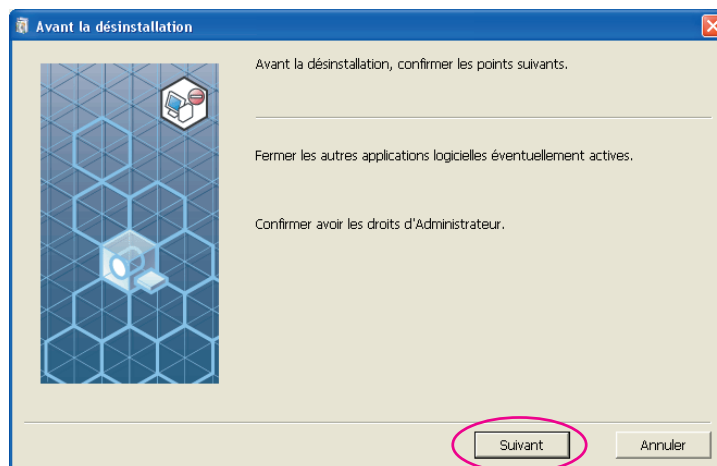 Avant la désinstallation
Avant la désinstallation, confirmer les points suivants.
Fermer les autres applications logicielles éventuellement actives.
Confirmer avoir les droits d'Administrateur.
Suivant
Annuler